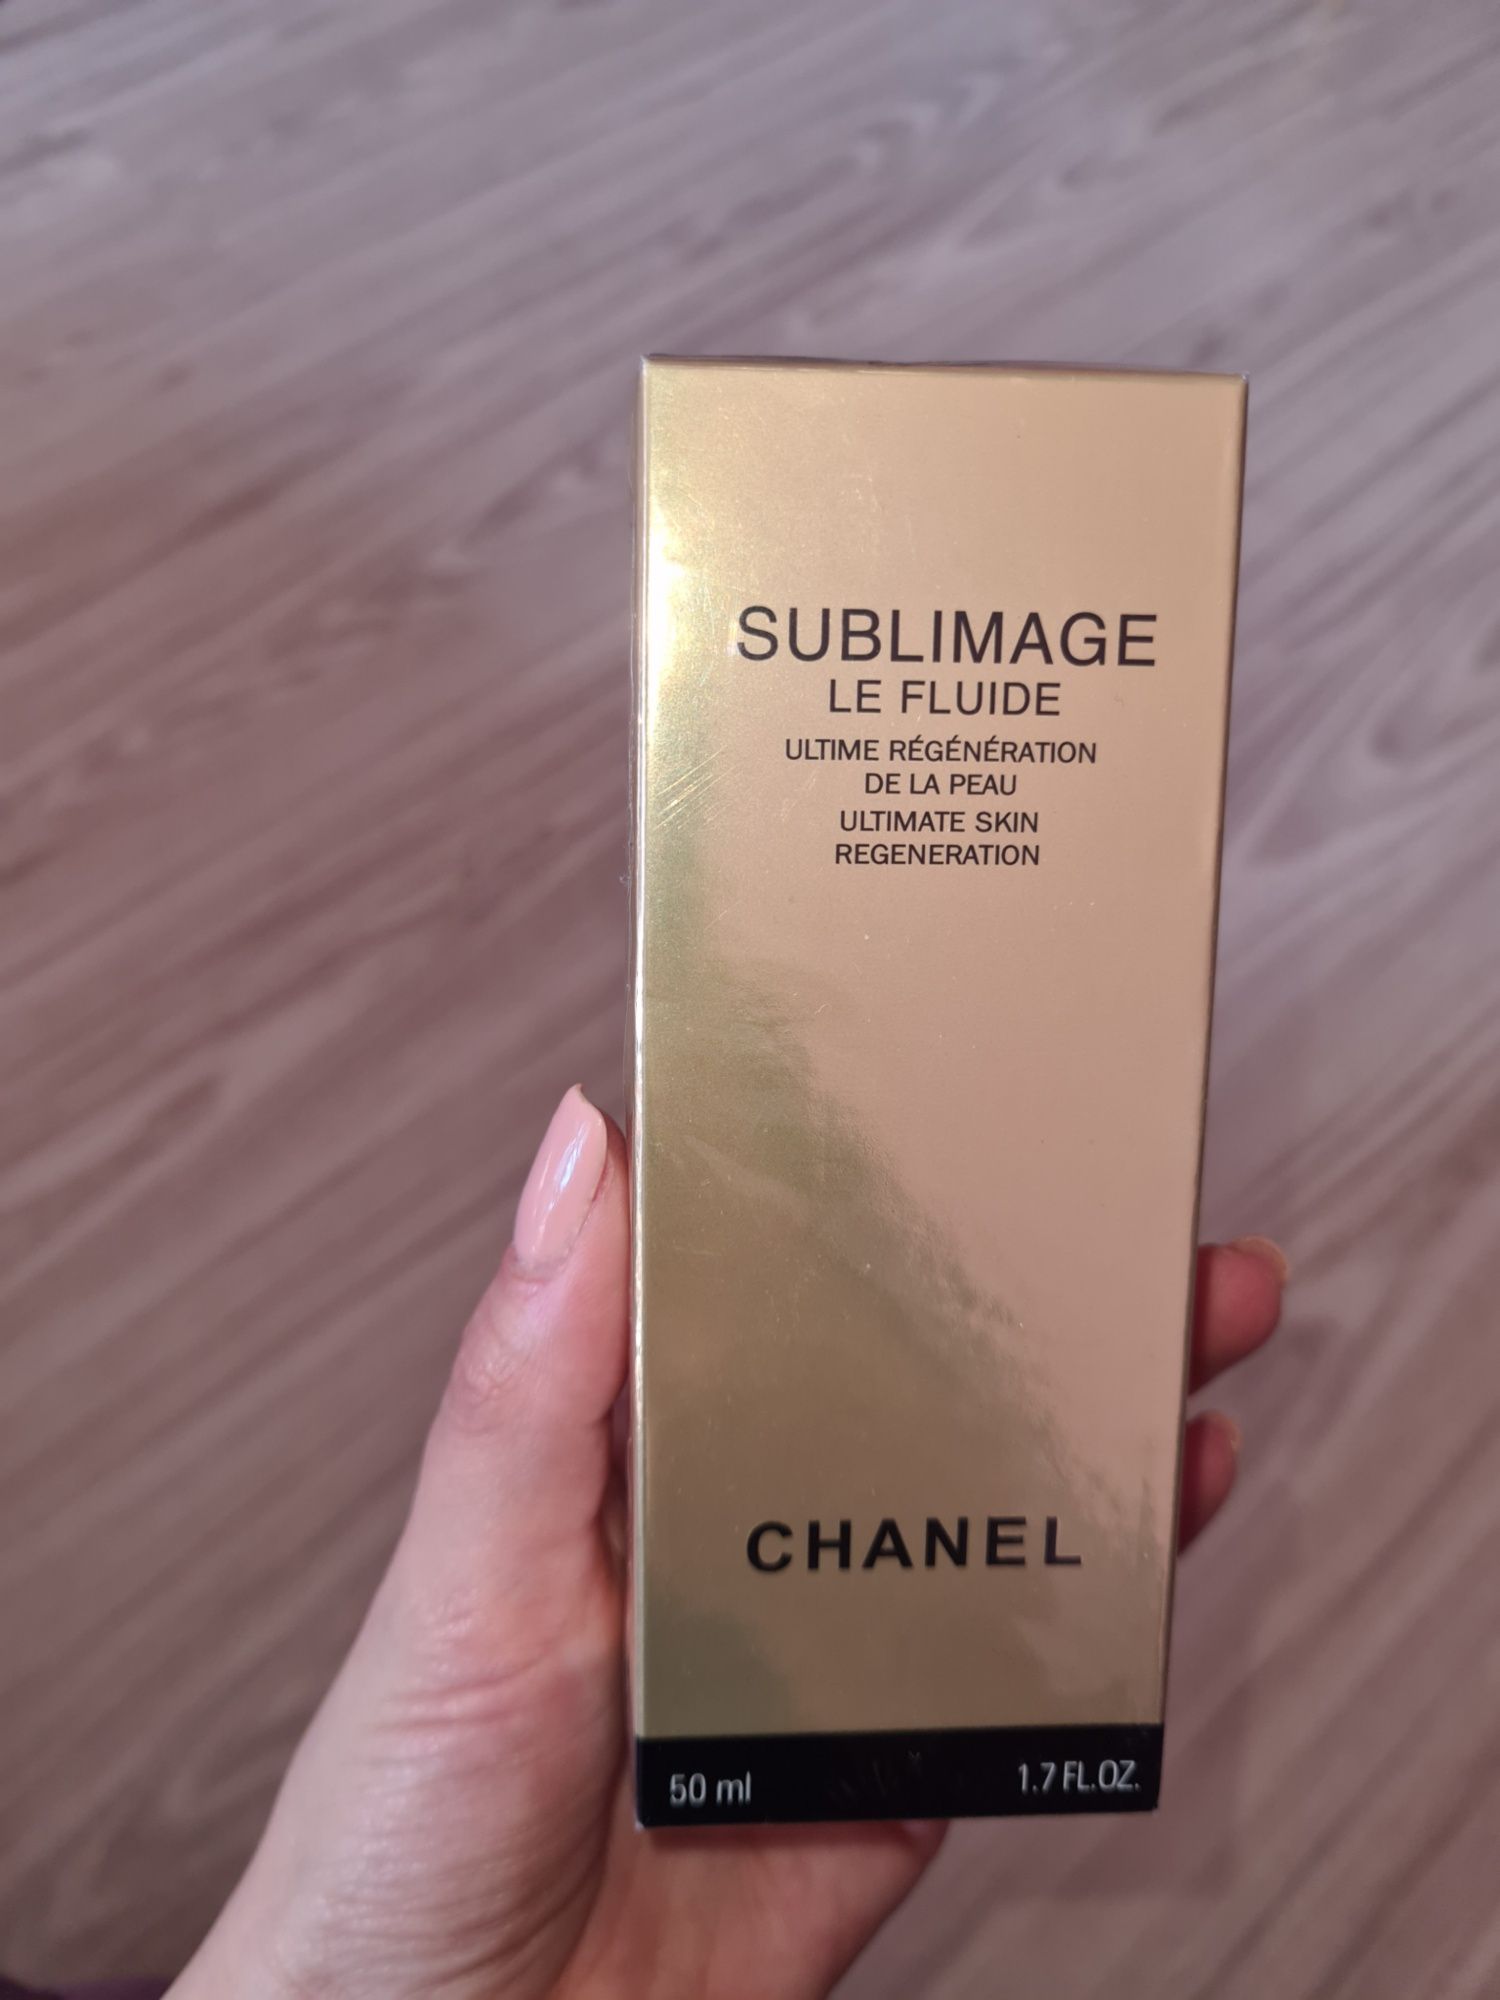 SUBLIMAGE
LE FLUIDE
ULTIME RÉGÉNÉRATION
DE LA PEAU
ULTIMATE SKIN
REGENERATION
CHANEL
50 ml 1.7 FL.OZ.